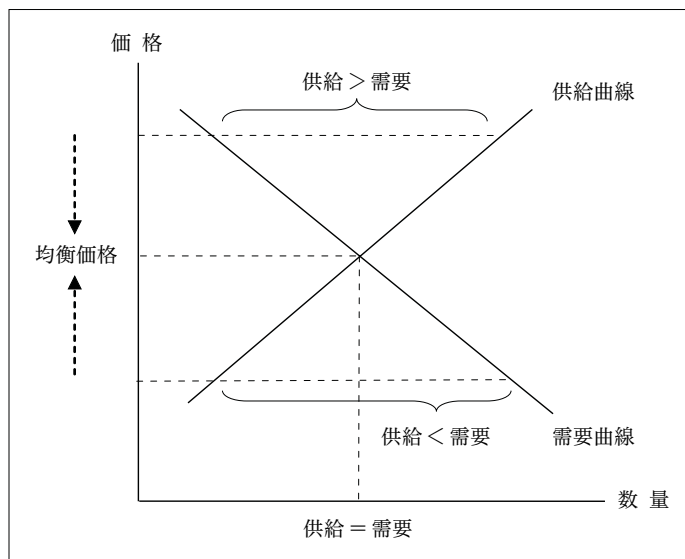 価 格
供給＞需要
供給曲線
均衡価格
供給＜需要
需要曲線
数 量
供給＝需要